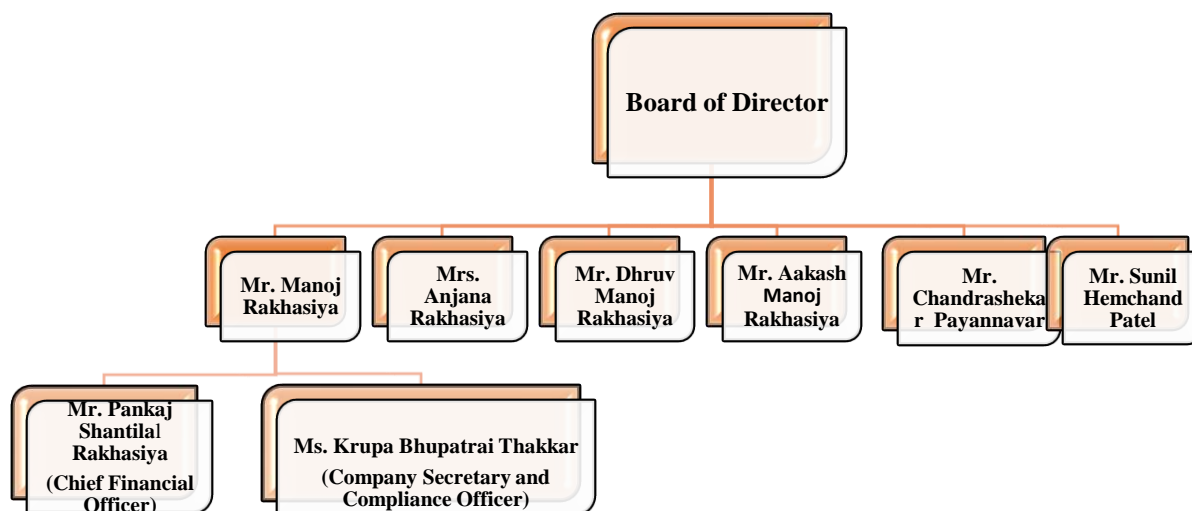 Board of Director
Mr. Manoj
Rakhasiya
Mrs.
Anjana
Rakhasiya
Mr. Dhruv
Manoj
Rakhasiya
Mr. Aakash
Manoj
Rakhasiya
Mr.
Chandrasheka
r Payannavar
Mr. Sunil
Hemchand
Patel
Mr. Pankaj
Shantilal
Rakhasiya
(Chief Financial
Officer)
Ms. Krupa Bhupatrai Thakkar
(Company Secretary and
Compliance Officer)